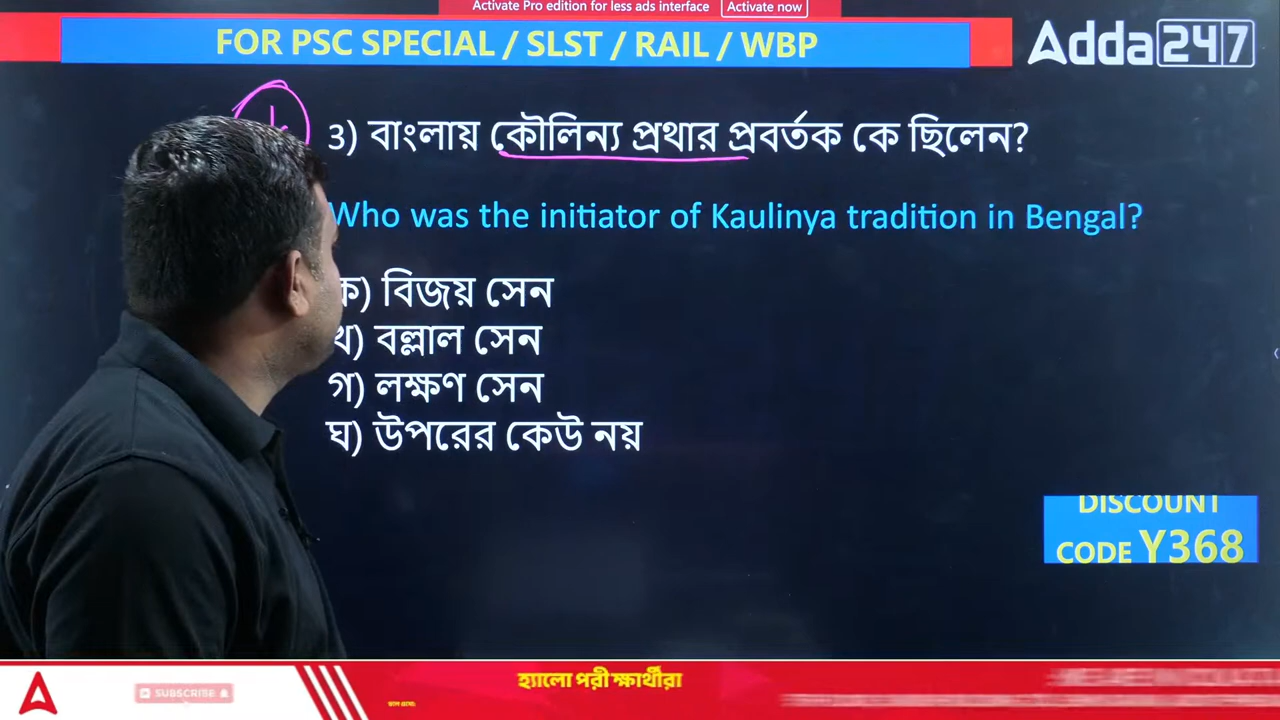 Activate Pro edition for less ads interface Activate now
FOR PSC SPECIAL / SLST / RAIL / WBP
Adda247
3) বাংলায় কৌলিন্য প্রথার প্রবর্তক কে ছিলেন?
Who was the initiator of Kaulinya tradition in Bengal?
ক) বিজয় সেন
খ) বল্লাল সেন
গ) লক্ষণ সেন
ঘ) উপরের কেউ নয়
DISCOUNT
CODE Y368
হ্যালো পরীক্ষার্থীরা
SUBSCRIBE